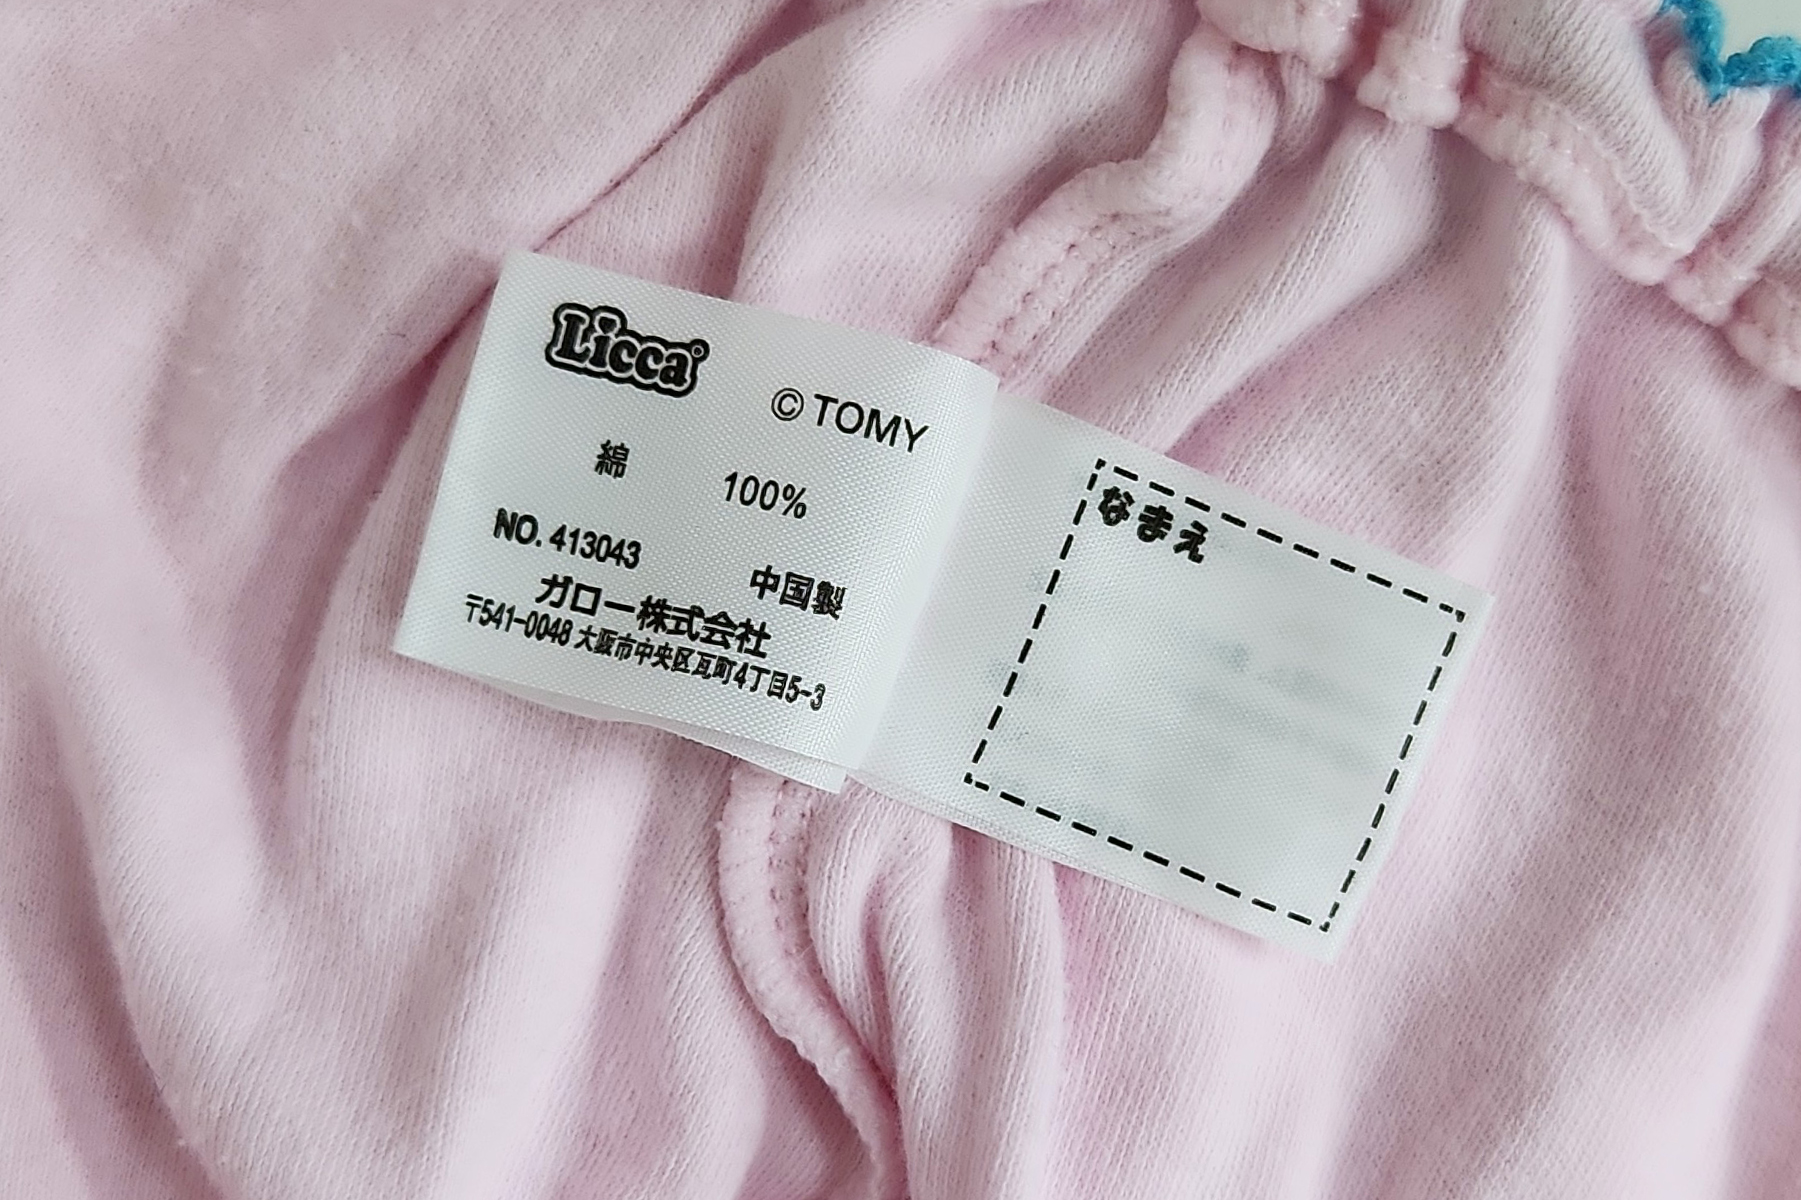 Licca®
© TOMY
綿 100%
NO. 413043
中国製
ガロー株式会社
〒541-0048 大阪市中央区瓦町4丁目5-3
なまえ